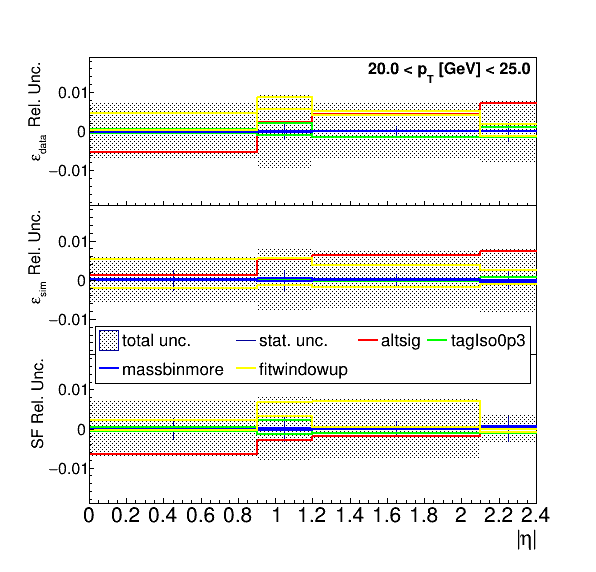 20.0 < p_T [GeV] < 25.0
ε_data Rel. Unc.
0.01
0
−0.01
ε_sim Rel. Unc.
0.01
0
−0.01
total unc. stat. unc. altsig tagIso0p3
massbinmore fitwindowup
SF Rel. Unc.
0.01
0
−0.01
0 0.2 0.4 0.6 0.8 1 1.2 1.4 1.6 1.8 2 2.2 2.4
|η|